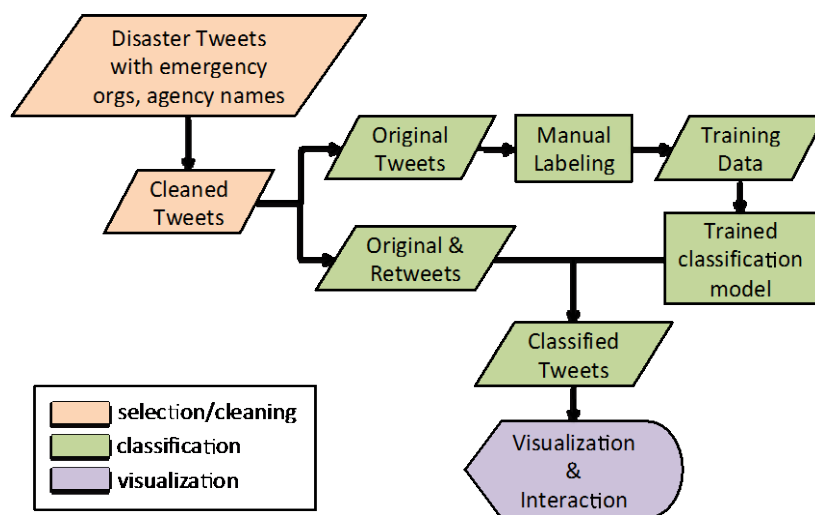 Disaster Tweets
with emergency
orgs, agency names
Original
Tweets
Manual
Labeling
Training
Data
Cleaned
Tweets
Original &
Retweets
Trained
classification
model
Classified
Tweets
selection/cleaning
classification
visualization
Visualization
&
Interaction